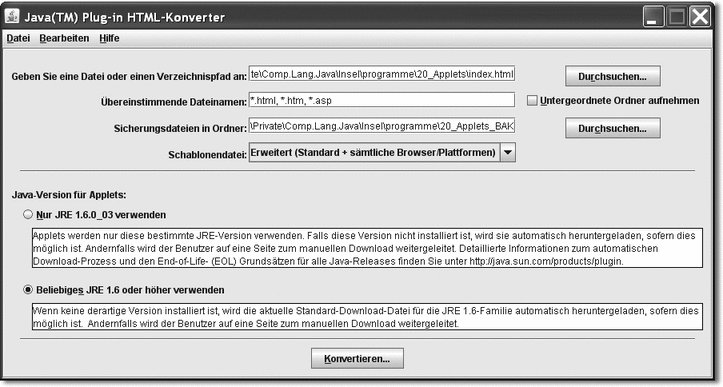 Java(TM) Plug-in HTML-Konverter
Datei Bearbeiten Hilfe
Geben Sie eine Datei oder einen Verzeichnispfad an: te\Comp.Lang.Java\Insel\programme\20_Applets\index.html Durchsuchen...
Übereinstimmende Dateinamen: *.html, *.htm, *.asp Untergeordnete Ordner aufnehmen
Sicherungsdateien in Ordner: \Private\Comp.Lang.Java\Insel\programme\20_Applets_BAK Durchsuchen...
Schablonendatei: Erweitert (Standard + sämtliche Browser/Plattformen)
Java-Version für Applets:
Nur JRE 1.6.0_03 verwenden
Applets werden nur diese bestimmte JRE-Version verwenden. Falls diese Version nicht installiert ist, wird sie automatisch heruntergeladen, sofern dies
möglich ist. Andernfalls wird der Benutzer auf eine Seite zum manuellen Download weitergeleitet. Detaillierte Informationen zum automatischen
Download-Prozess und den End-of-Life- (EOL) Grundsätzen für alle Java-Releases finden Sie unter http://java.sun.com/products/plugin.
Beliebiges JRE 1.6 oder höher verwenden
Wenn keine derartige Version installiert ist, wird die aktuelle Standard-Download-Datei für die JRE 1.6-Familie automatisch heruntergeladen, sofern dies
möglich ist. Andernfalls wird der Benutzer auf eine Seite zum manuellen Download weitergeleitet.
Konvertieren...